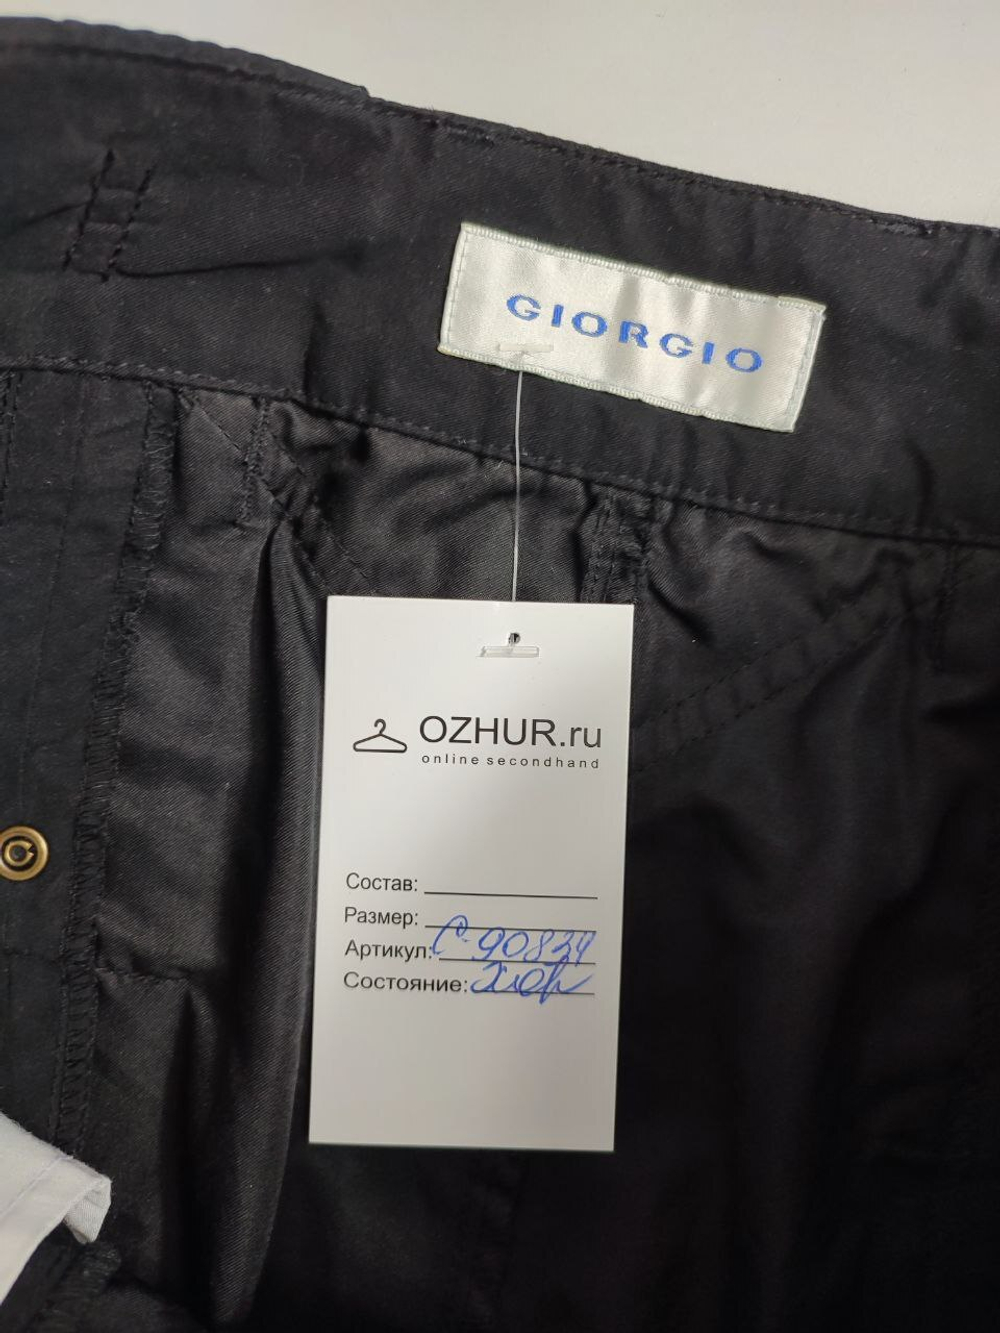 GIORGIO
OZHUR.ru
online secondhand
Состав:
Размер:
Артикул: С-90834
Состояние: хор